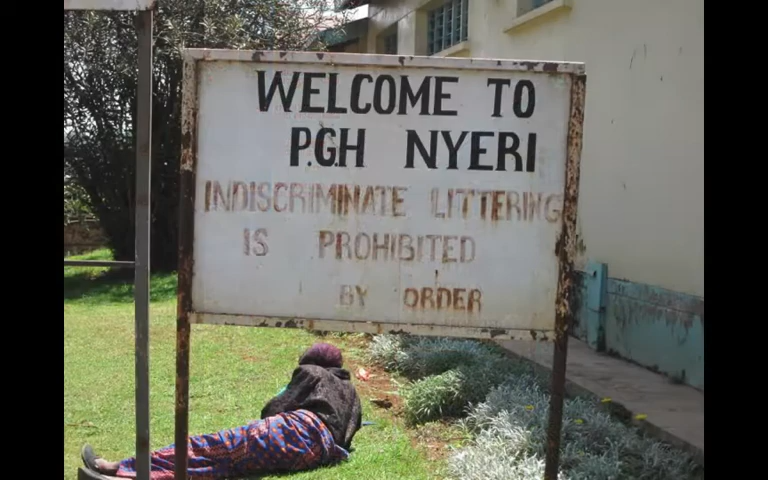 WELCOME TO
P.G.H NYERI
INDISCRIMINATE LITTERING
IS PROHIBITED
BY ORDER